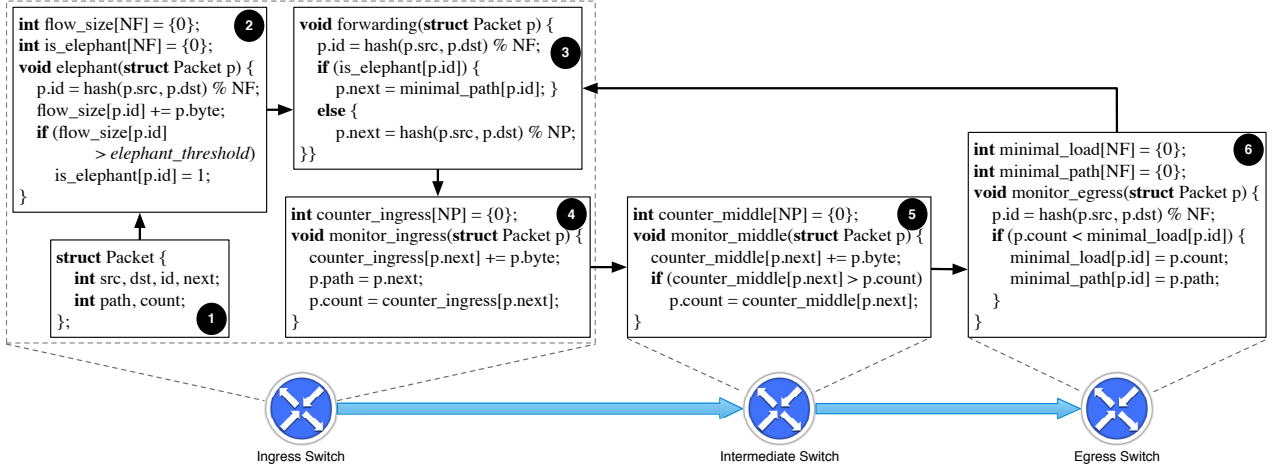 int flow_size[NF] = {0};
2
int is_elephant[NF] = {0};
void elephant(struct Packet p) {
p.id = hash(p.src, p.dst) % NF;
flow_size[p.id] += p.byte;
if (flow_size[p.id]
> elephant_threshold)
is_elephant[p.id] = 1;
}
void forwarding(struct Packet p) {
p.id = hash(p.src, p.dst) % NF;
3
if (is_elephant[p.id]) {
p.next = minimal_path[p.id]; }
else {
p.next = hash(p.src, p.dst) % NP;
}}
struct Packet {
int src, dst, id, next;
int path, count;
};
1
int counter_ingress[NP] = {0};
4
void monitor_ingress(struct Packet p) {
counter_ingress[p.next] += p.byte;
p.path = p.next;
p.count = counter_ingress[p.next];
}
int counter_middle[NP] = {0};
5
void monitor_middle(struct Packet p) {
counter_middle[p.next] += p.byte;
if (counter_middle[p.next] > p.count)
p.count = counter_middle[p.next];
}
int minimal_load[NF] = {0};
6
int minimal_path[NF] = {0};
void monitor_egress(struct Packet p) {
p.id = hash(p.src, p.dst) % NF;
if (p.count < minimal_load[p.id]) {
minimal_load[p.id] = p.count;
minimal_path[p.id] = p.path;
}
}
Ingress Switch
Intermediate Switch
Egress Switch